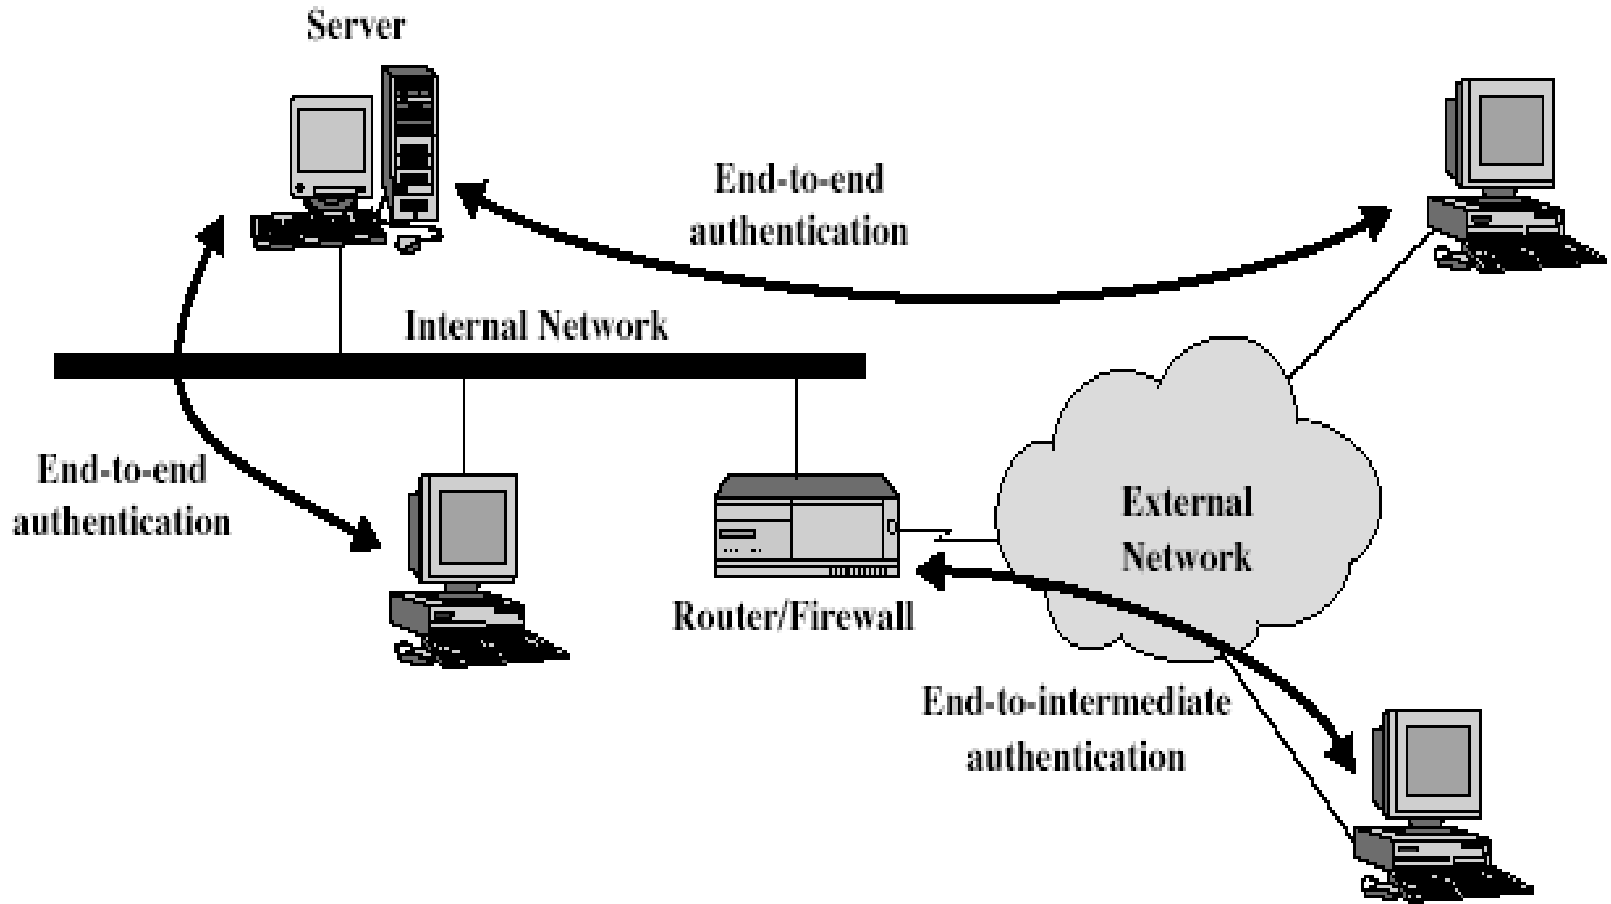 Server
End-to-end
authentication
Internal Network
End-to-end
authentication
External
Network
Router/Firewall
End-to-intermediate
authentication